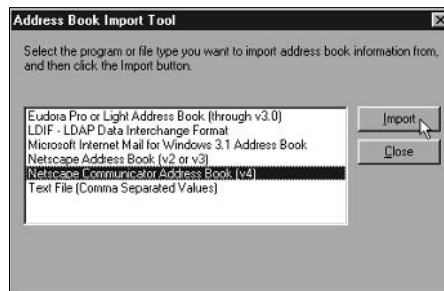 Address Book Import Tool
Select the program or file type you want to import address book information from,
and then click the Import button.
Eudora Pro or Light Address Book (through v3.0)
LDIF - LDAP Data Interchange Format
Microsoft Internet Mail for Windows 3.1 Address Book
Netscape Address Book (v2 or v3)
Netscape Communicator Address Book (v4)
Text File (Comma Separated Values)
Import
Close